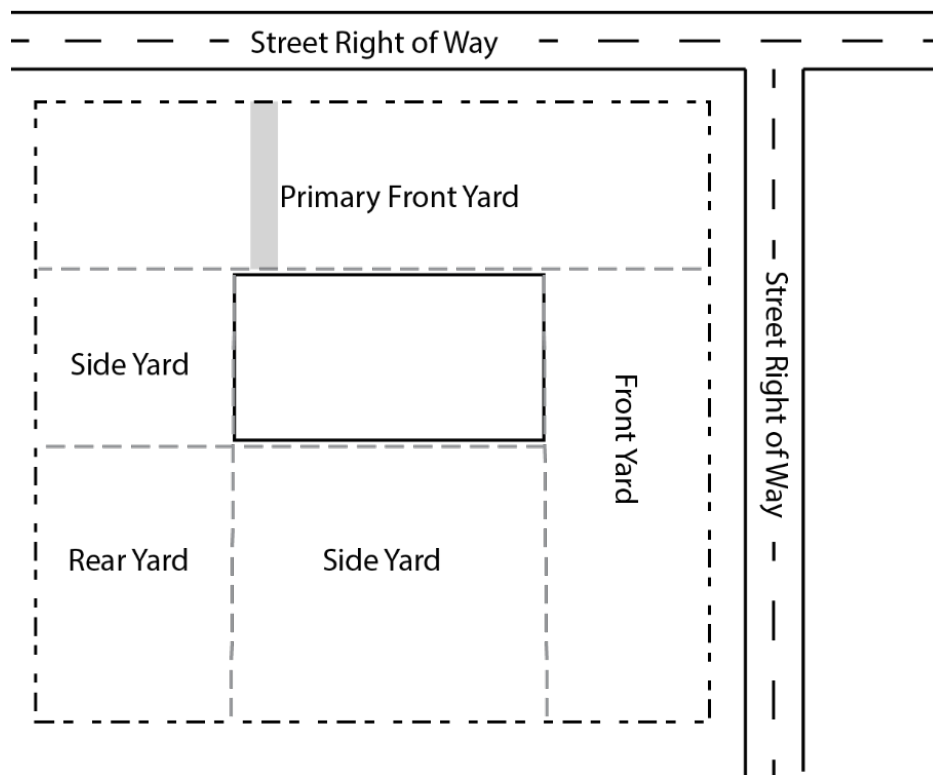 Street Right of Way
Primary Front Yard
Side Yard
Front Yard
Street Right of Way
Rear Yard
Side Yard